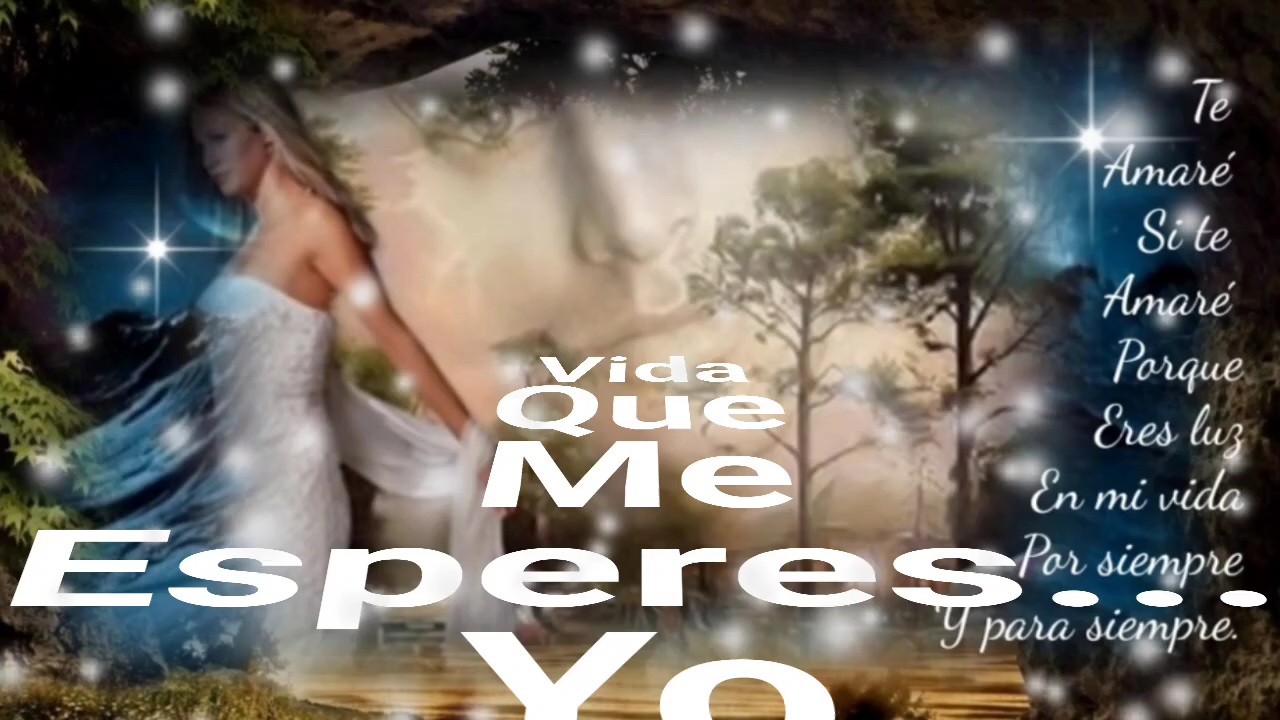 Te
Amaré
Si te
Amaré
Porque
Eres luz
En mi vida
Por siempre
Y para siempre.
Vida
Que
Me
Esperes...
Yo